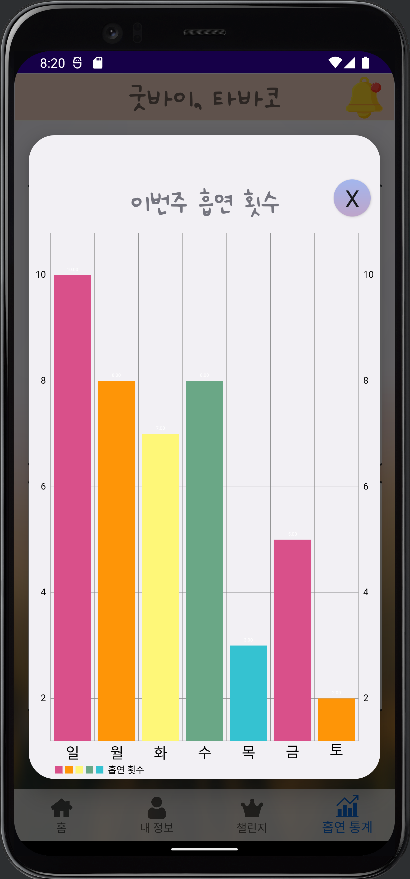 8:20
굿바이, 타바코
이번주 흡연 횟수
X
10
10
8
8
6
6
4
4
2
2
일 월 화 수 목 금 토
흡연 횟수
홈 내 정보 챌린지 흡연 통계